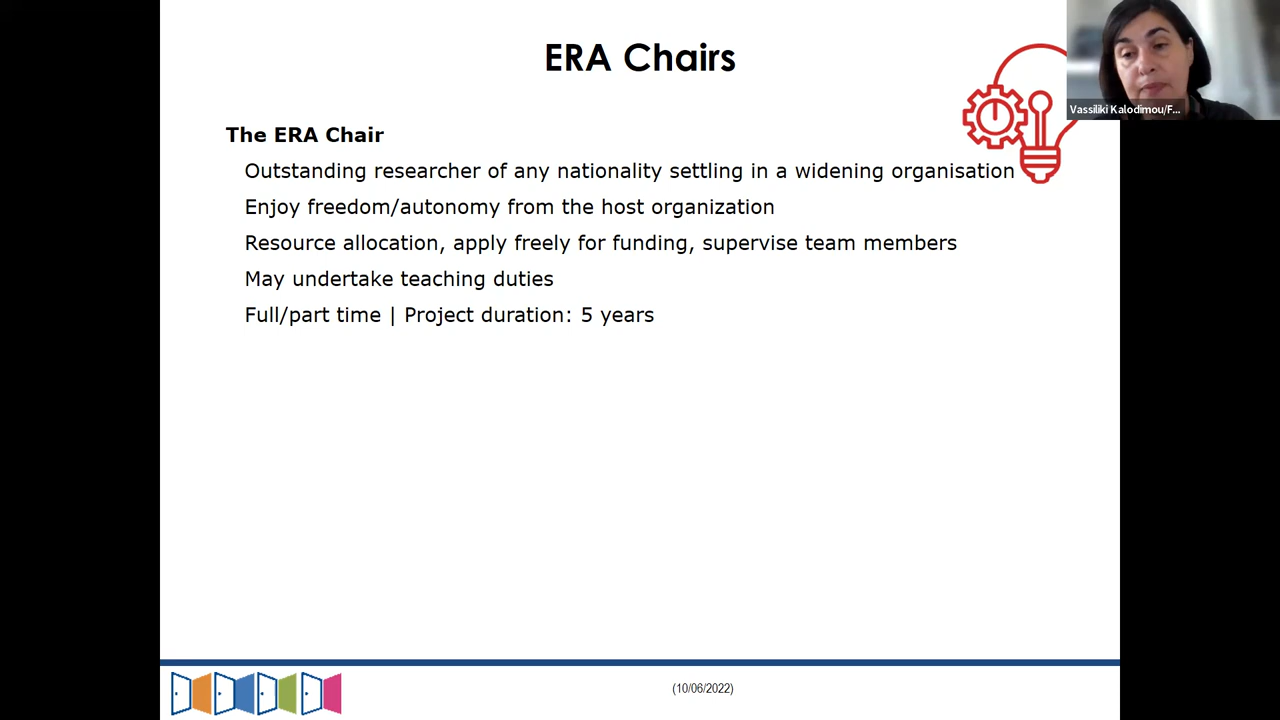 ERA Chairs
Vassiliki Kalodimou/F...
The ERA Chair
Outstanding researcher of any nationality settling in a widening organisation
Enjoy freedom/autonomy from the host organization
Resource allocation, apply freely for funding, supervise team members
May undertake teaching duties
Full/part time | Project duration: 5 years
(10/06/2022)